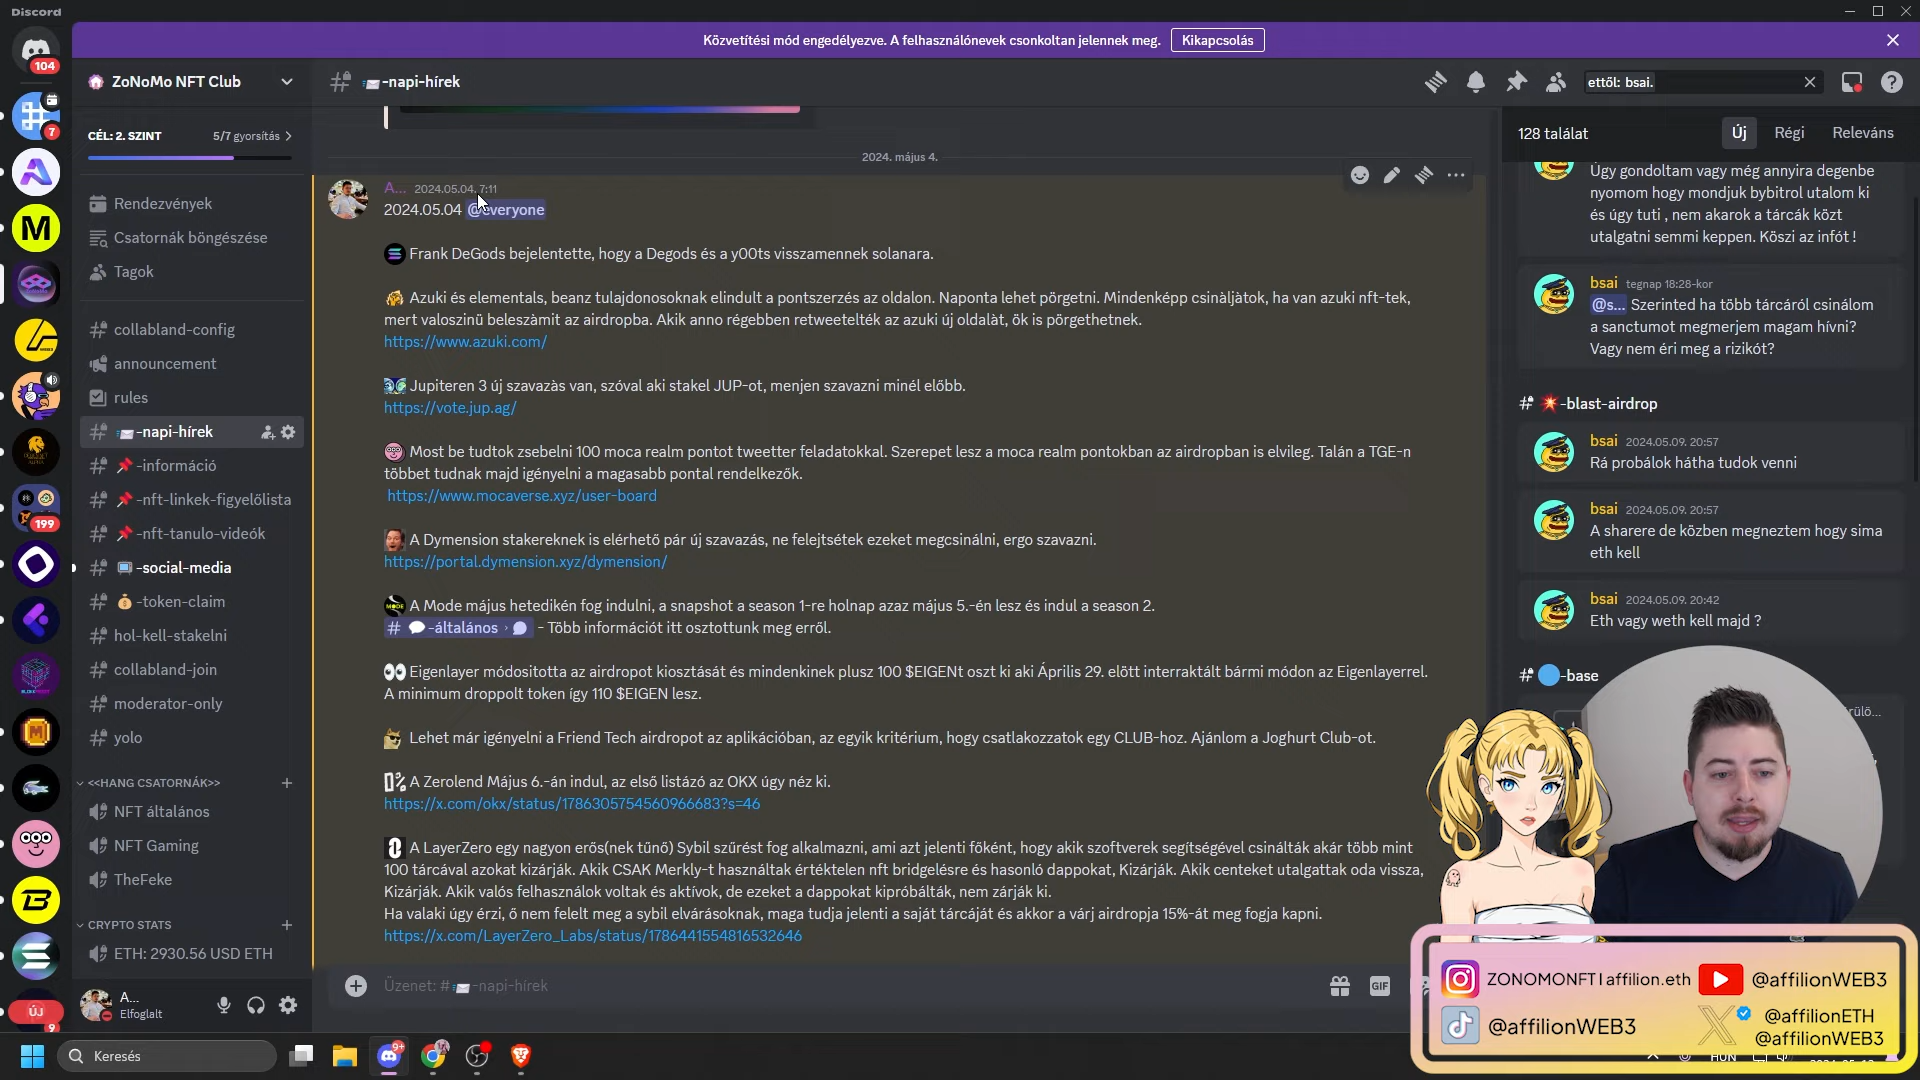 Discord
Közvetítési mód engedélyezve. A felhasználónevek csonkoltan jelennek meg.
Kikapcsolás
104
7
199
ÚJ
9
ZoNoMo NFT Club
CÉL: 2. SZINT
5/7 gyorsítás
Rendezvények
Csatornák böngészése
Tagok
collabland-config
announcement
rules
-napi-hírek
-információ
-nft-linkek-figyelőlista
-nft-tanulo-videók
-social-media
-token-claim
hol-kell-stakelni
collabland-join
moderator-only
yolo
<<HANG CSATORNÁK>>
NFT általános
NFT Gaming
TheFeke
CRYPTO STATS
ETH: 2930.56 USD ETH
A...
Elfoglalt
-napi-hírek
2024. május 4.
A... 2024.05.04. 7:11
2024.05.04 @everyone
Frank DeGods bejelentette, hogy a Degods és a y00ts visszamennek solanara.
Azuki és elementals, beanz tulajdonosoknak elindult a pontszerzés az oldalon. Naponta lehet pörgetni. Mindenképp csinàljàtok, ha van azuki nft-tek,
mert valoszinü beleszàmit az airdropba. Akik anno régebben retweetelték az azuki új oldalàt, ök is pörgethetnek.
https://www.azuki.com/
Jupiteren 3 új szavazàs van, szóval aki stakel JUP-ot, menjen szavazni minél előbb.
https://vote.jup.ag/
Most be tudtok zsebelni 100 moca realm pontot tweetter feladatokkal. Szerepet lesz a moca realm pontokban az airdropban is elvileg. Talán a TGE-n
többet tudnak majd igényelni a magasabb pontal rendelkezők.
https://www.mocaverse.xyz/user-board
A Dymension stakereknek is elérhető pár új szavazás, ne felejtsétek ezeket megcsinálni, ergo szavazni.
https://portal.dymension.xyz/dymension/
MODE
A Mode május hetedikén fog indulni, a snapshot a season 1-re holnap azaz május 5.-én lesz és indul a season 2.
# -általános › - Több információt itt osztottunk meg erről.
Eigenlayer módositotta az airdropot kiosztását és mindenkinek plusz 100 $EIGENt oszt ki aki Április 29. elött interraktált bármi módon az Eigenlayerrel.
A minimum droppolt token így 110 $EIGEN lesz.
Lehet már igényelni a Friend Tech airdropot az aplikációban, az egyik kritérium, hogy csatlakozzatok egy CLUB-hoz. Ajánlom a Joghurt Club-ot.
A Zerolend Május 6.-án indul, az első listázó az OKX úgy néz ki.
https://x.com/okx/status/1786305754560966683?s=46
A LayerZero egy nagyon erös(nek tűnő) Sybil szűrést fog alkalmazni, ami azt jelenti főként, hogy akik szoftverek segítségével csinálták akár több mint
100 tárcával azokat kizárják. Akik CSAK Merkly-t használtak értéktelen nft bridgelésre és hasonló dappokat, Kizárják. Akik centeket utalgattak oda vissza,
Kizárják. Akik valós felhasználok voltak és aktívok, de ezeket a dappokat kipróbálták, nem zárják ki.
Ha valaki úgy érzi, ő nem felelt meg a sybil elvárásoknak, maga tudja jelenti a saját tárcáját és akkor a várj airdropja 15%-át meg fogja kapni.
https://x.com/LayerZero_Labs/status/1786441554816532646
Üzenet: # -napi-hírek
GIF
ettől: bsai.
128 találat
Új
Régi
Releváns
Úgy gondoltam vagy még annyira degenbe
nyomom hogy mondjuk bybitrol utalom ki
és úgy tuti , nem akarok a tárcák közt
utalgatni semmi keppen. Köszi az infót !
bsai tegnap 18:28-kor
@s... Szerinted ha több tárcáról csinálom
a sanctumot megmerjem magam hívni?
Vagy nem éri meg a rizikót?
-blast-airdrop
bsai 2024.05.09. 20:57
Rá probálok hátha tudok venni
bsai 2024.05.09. 20:57
A sharere de közben megneztem hogy sima
eth kell
bsai 2024.05.09. 20:42
Eth vagy weth kell majd ?
-base
ZONOMONFT | affilion.eth
@affilionWEB3
@affilionWEB3
@affilionETH
@affilionWEB3
Keresés
9+
HUN